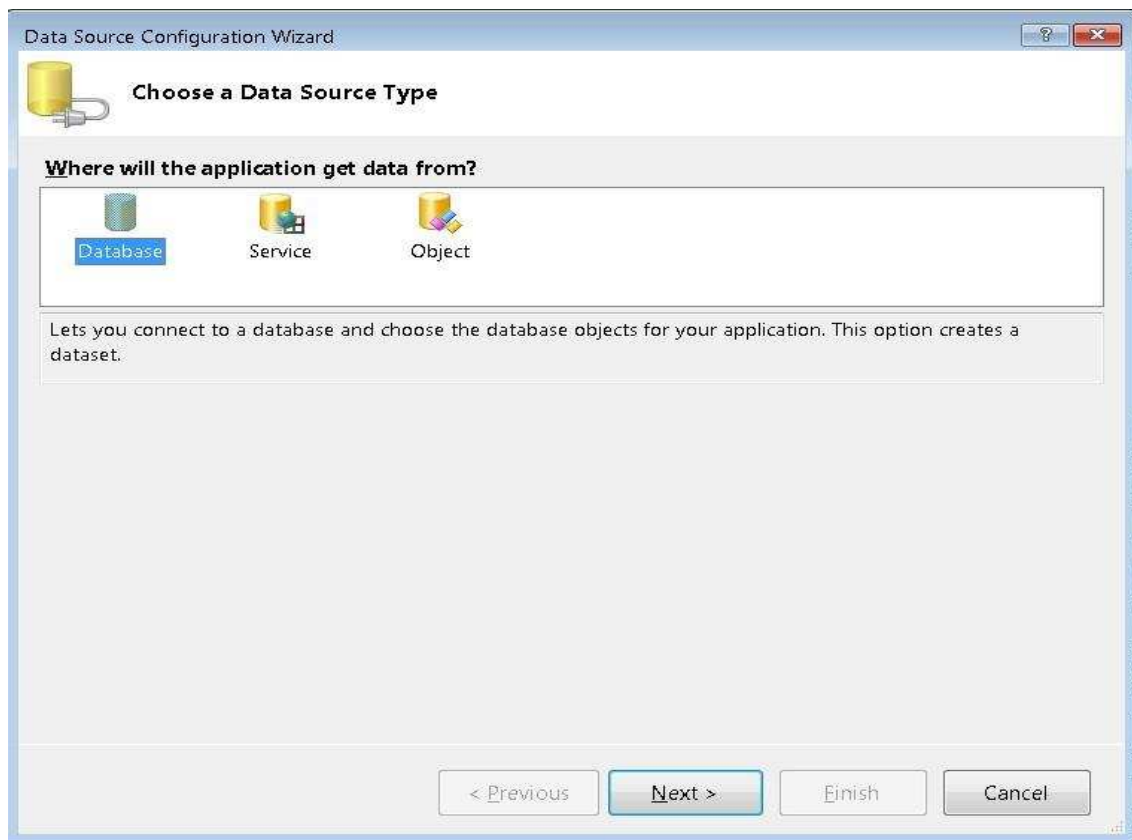 Data Source Configuration Wizard
?
Choose a Data Source Type
Where will the application get data from?
Database
Service
Object
Lets you connect to a database and choose the database objects for your application. This option creates a
dataset.
< Previous
Next >
Finish
Cancel